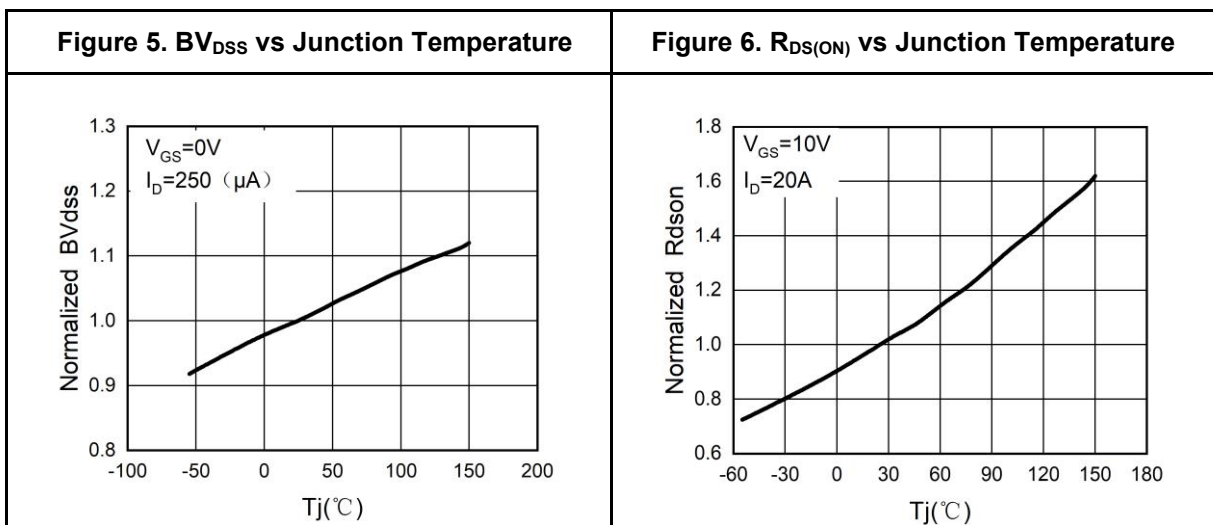 Figure 5. BVDSS vs Junction Temperature
Figure 6. RDS(ON) vs Junction Temperature
1.3
1.2
1.1
1.0
0.9
0.8
Normalized BVdss
VGS=0V
ID=250（μA）
-100 -50 0 50 100 150 200
Tj(℃)
1.8
1.6
1.4
1.2
1.0
0.8
0.6
Normalized Rdson
VGS=10V
ID=20A
-60 -30 0 30 60 90 120 150 180
Tj(℃)